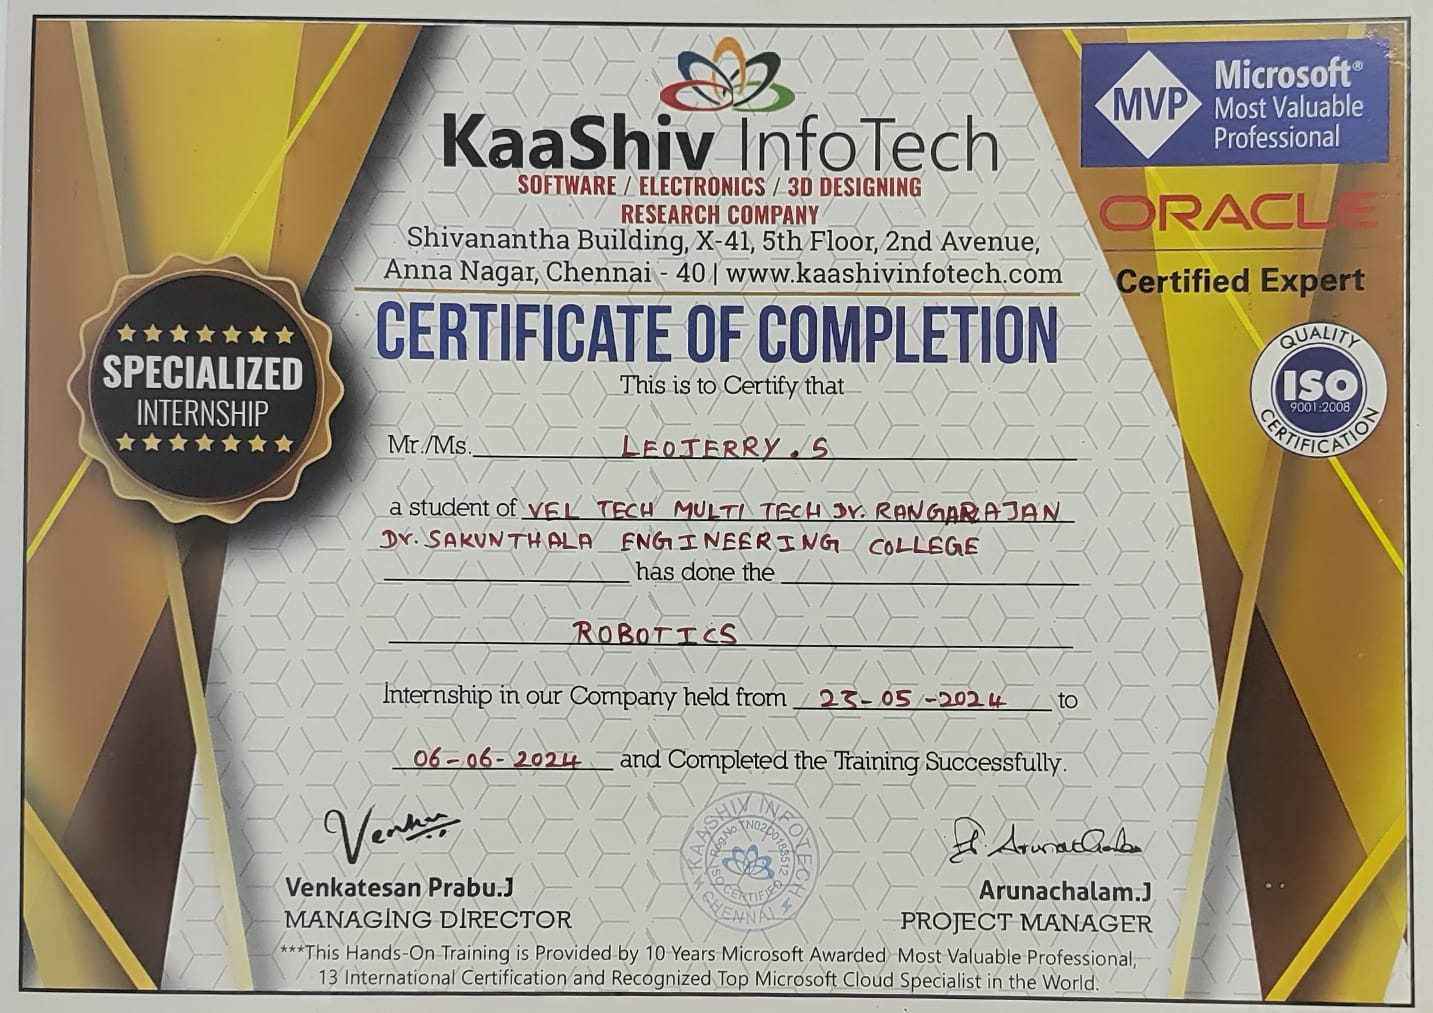 KaaShiv InfoTech
SOFTWARE / ELECTRONICS / 3D DESIGNING
RESEARCH COMPANY
Shivanantha Building, X-41, 5th Floor, 2nd Avenue,
Anna Nagar, Chennai - 40 | www.kaashivinfotech.com
MVP
Microsoft®
Most Valuable
Professional
ORACLE
Certified Expert
QUALITY
ISO
9001:2008
CERTIFICATION
SPECIALIZED
INTERNSHIP
CERTIFICATE OF COMPLETION
This is to Certify that
Mr./Ms. LEOJERRY . S
a student of VEL TECH MULTI TECH Dr. RANGARAJAN
Dr. SAKUNTHALA ENGINEERING COLLEGE
has done the
ROBOTICS
Internship in our Company held from 23-05-2024 to
06-06-2024 and Completed the Training Successfully.
Venkatesan Prabu.J
MANAGING DIRECTOR
KAASHIV INFOTECH
Reg.No.TN02D0183512
ISO CERTIFIED
CHENNAI
Arunachalam.J
PROJECT MANAGER
***This Hands-On Training is Provided by 10 Years Microsoft Awarded Most Valuable Professional,
13 International Certification and Recognized Top Microsoft Cloud Specialist in the World.